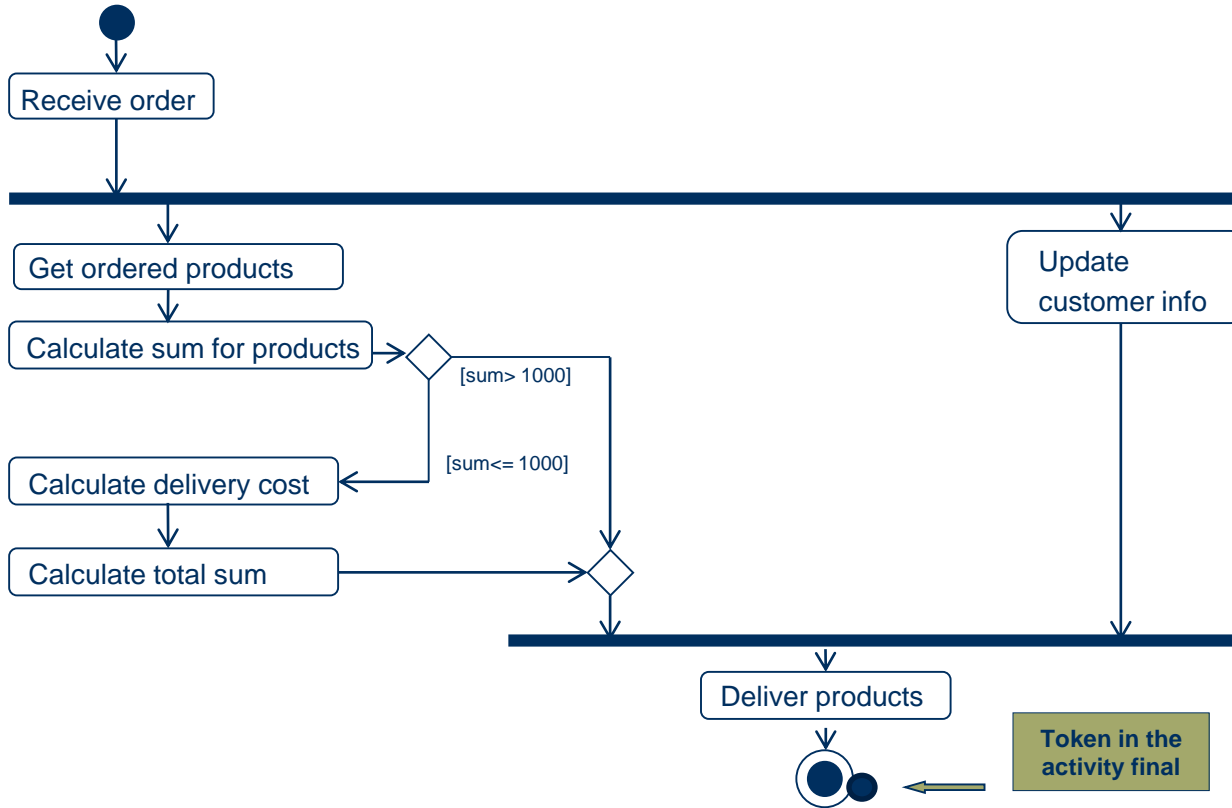 Receive order
Get ordered products
Update
customer info
Calculate sum for products
[sum> 1000]
[sum<= 1000]
Calculate delivery cost
Calculate total sum
Deliver products
Token in the
activity final